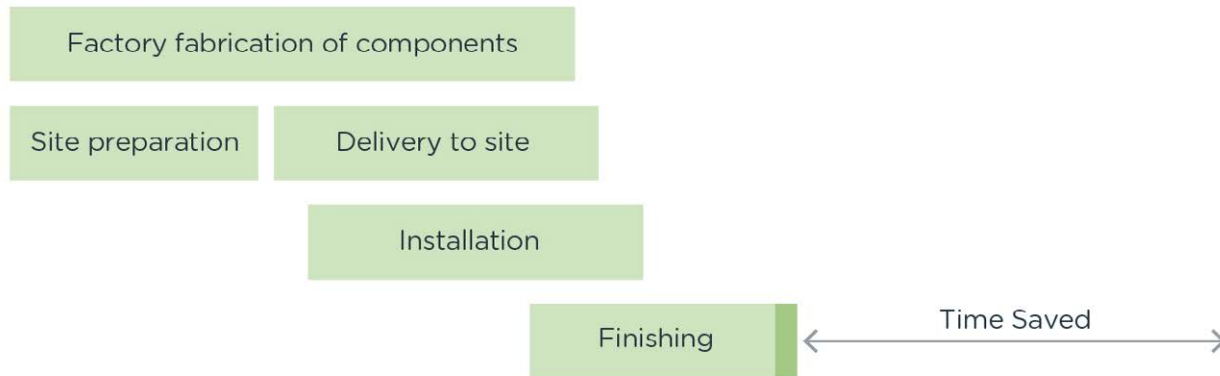 Factory fabrication of components
Site preparation
Delivery to site
Installation
Finishing
Time Saved